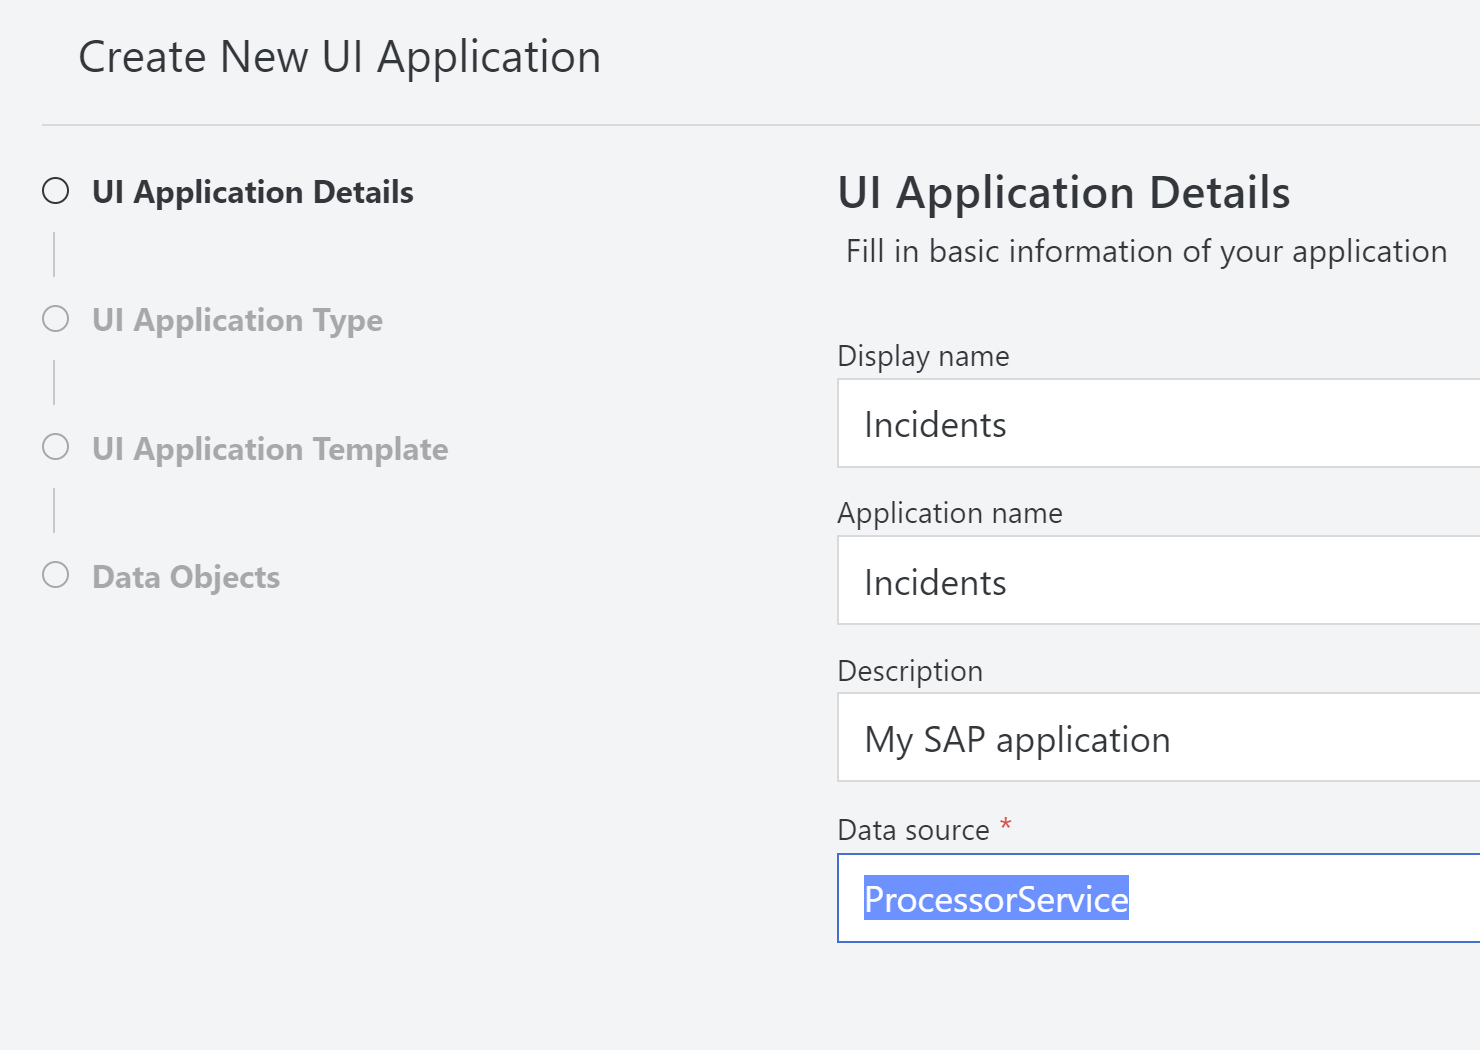 Create New UI Application
UI Application Details
UI Application Type
UI Application Template
Data Objects
UI Application Details
Fill in basic information of your application
Display name
Incidents
Application name
Incidents
Description
My SAP application
Data source *
ProcessorService